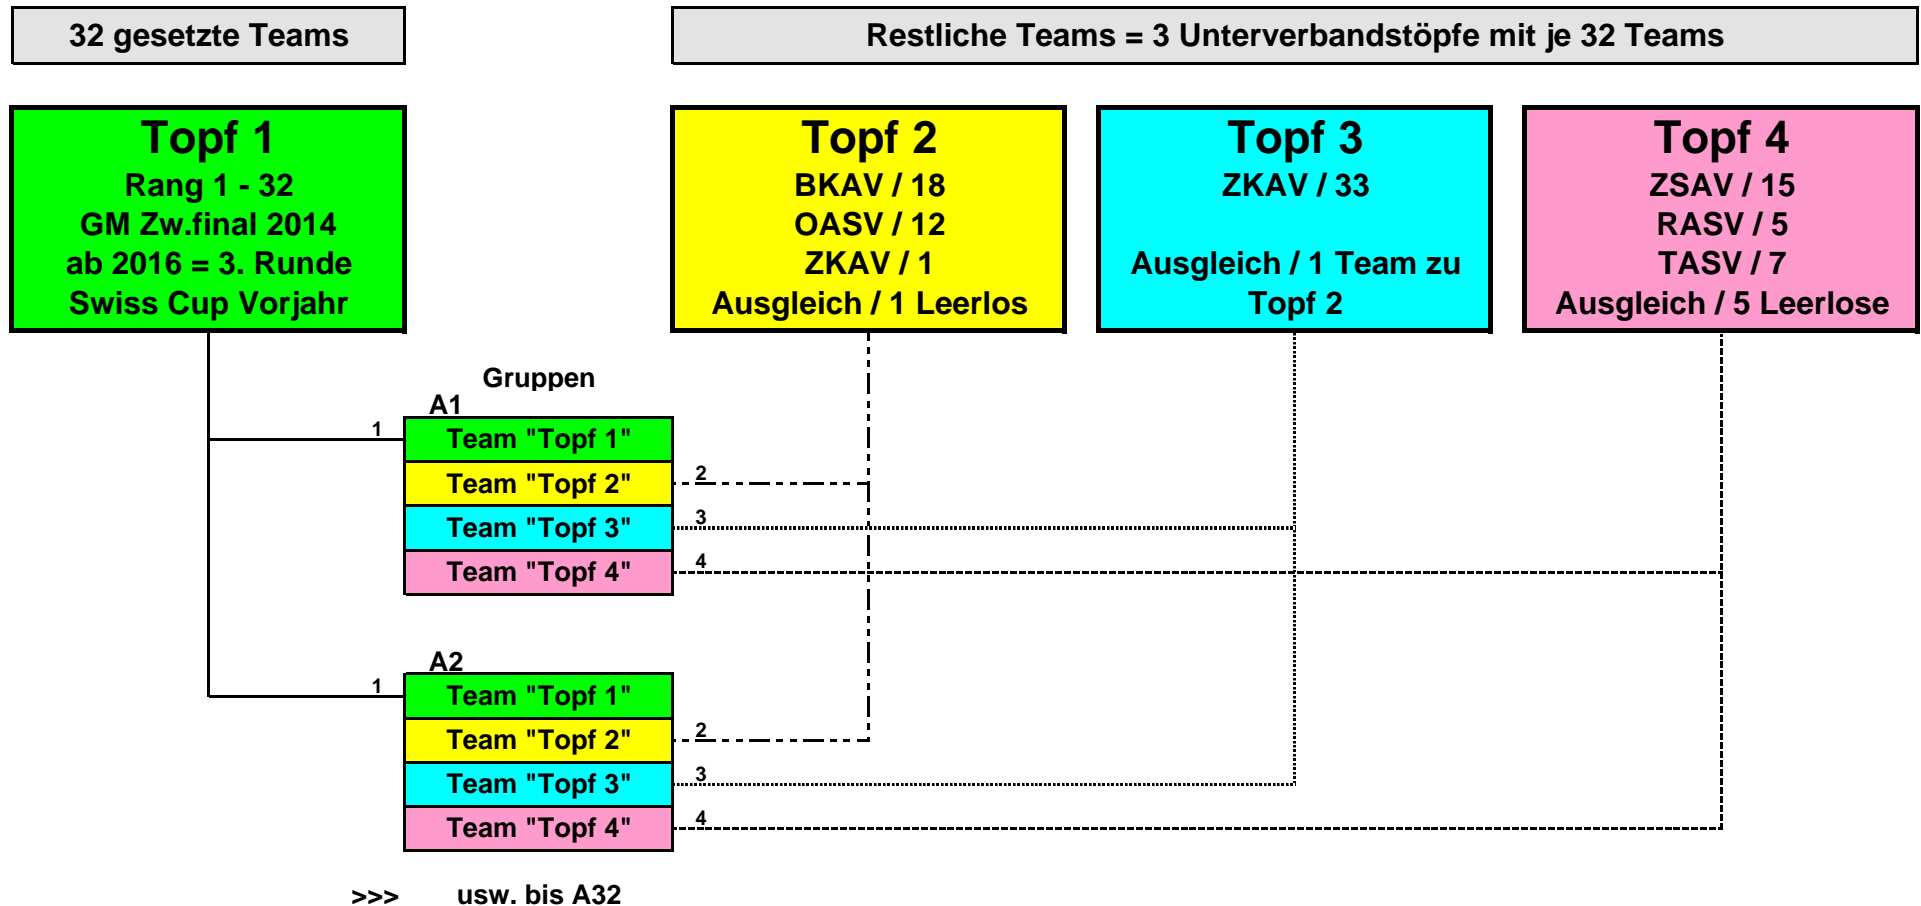 32 gesetzte Teams
Restliche Teams = 3 Unterverbandstöpfe mit je 32 Teams
Topf 1
Rang 1 - 32
GM Zw.final 2014
ab 2016 = 3. Runde
Swiss Cup Vorjahr
Topf 2
BKAV / 18
OASV / 12
ZKAV / 1
Ausgleich / 1 Leerlos
Topf 3
ZKAV / 33
Ausgleich / 1 Team zu
Topf 2
Topf 4
ZSAV / 15
RASV / 5
TASV / 7
Ausgleich / 5 Leerlose
Gruppen
A1
1
Team "Topf 1"
Team "Topf 2"
2
Team "Topf 3"
3
Team "Topf 4"
4
A2
1
Team "Topf 1"
Team "Topf 2"
2
Team "Topf 3"
3
Team "Topf 4"
4
>>> usw. bis A32